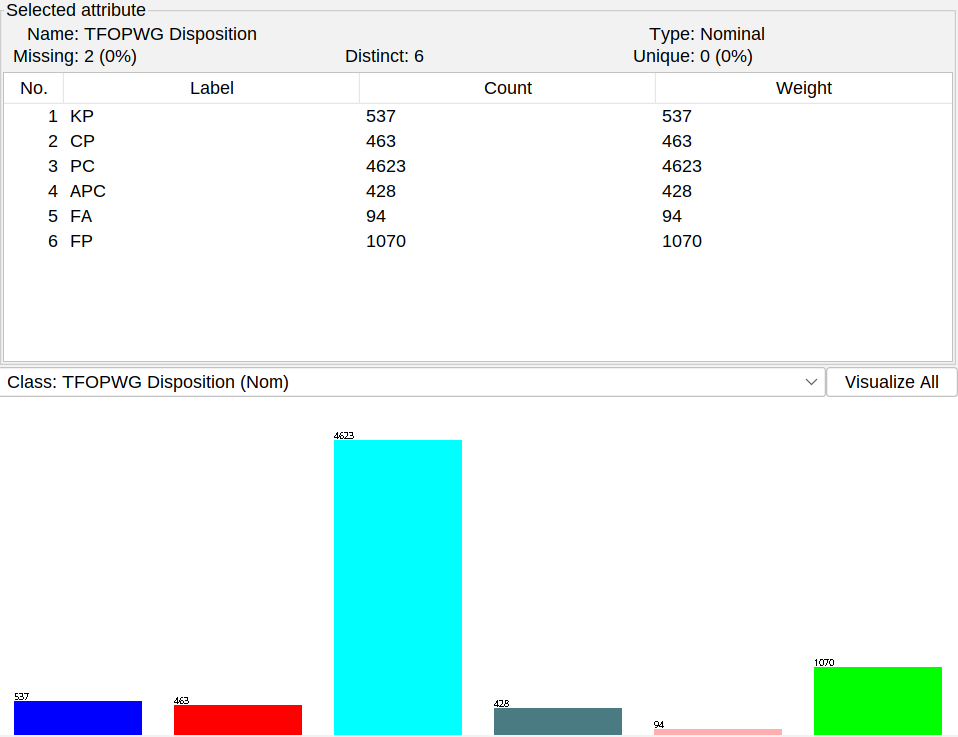 Selected attribute
Name: TFOPWG Disposition Type: Nominal
Missing: 2 (0%) Distinct: 6 Unique: 0 (0%)
No. Label Count Weight
1 KP 537 537
2 CP 463 463
3 PC 4623 4623
4 APC 428 428
5 FA 94 94
6 FP 1070 1070
Class: TFOPWG Disposition (Nom) Visualize All
4623
1070
537
463
428
94